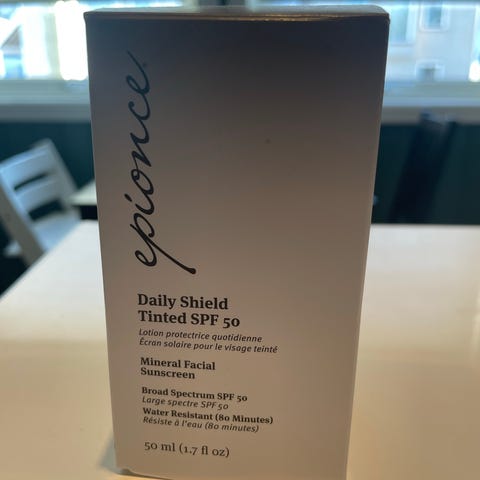 epionce
Daily Shield
Tinted SPF 50
Lotion protectrice quotidienne
Écran solaire pour le visage teinté
Mineral Facial
Sunscreen
Broad Spectrum SPF 50
Large spectre SPF 50
Water Resistant (80 Minutes)
Résiste à l'eau (80 minutes)
50 ml (1.7 fl oz)